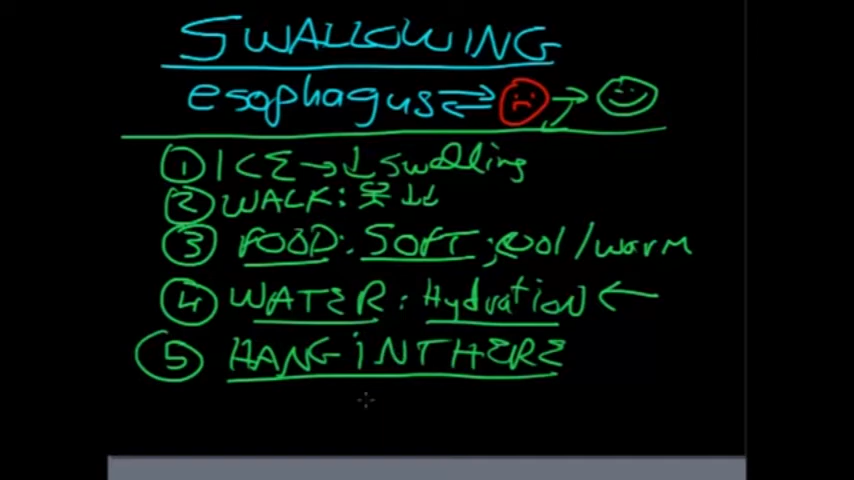 SWALLOWING
esophagus ⇄ ☹ → ☺
① ICE → ↓ swelling
② WALK: 웃 ↓↓
③ FOOD: SOFT; cool/warm
④ WATER: Hydration ←
⑤ HANG iN THERE